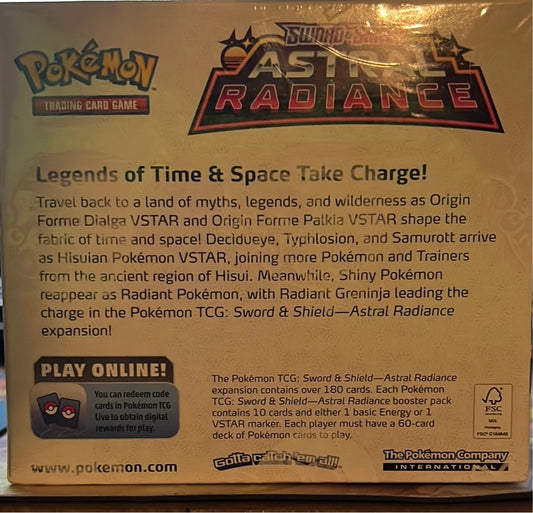 Pokémon
TRADING CARD GAME
SWORD & SHIELD
ASTRAL
RADIANCE
Legends of Time & Space Take Charge!
Travel back to a land of myths, legends, and wilderness as Origin
Forme Dialga VSTAR and Origin Forme Palkia VSTAR shape the
fabric of time and space! Decidueye, Typhlosion, and Samurott arrive
as Hisuian Pokémon VSTAR, joining more Pokémon and Trainers
from the ancient region of Hisui. Meanwhile, Shiny Pokémon
reappear as Radiant Pokémon, with Radiant Greninja leading the
charge in the Pokémon TCG: Sword & Shield—Astral Radiance
expansion!
PLAY ONLINE!
You can redeem code
cards in Pokémon TCG
Live to obtain digital
rewards for play.
The Pokémon TCG: Sword & Shield—Astral Radiance
expansion contains over 180 cards. Each Pokémon
TCG: Sword & Shield—Astral Radiance booster pack
contains 10 cards and either 1 basic Energy or 1
VSTAR marker. Each player must have a 60-card
deck of Pokémon cards to play.
FSC
MIX
Packaging
www.pokemon.com
Gotta catch 'em all!
The Pokémon Company
INTERNATIONAL